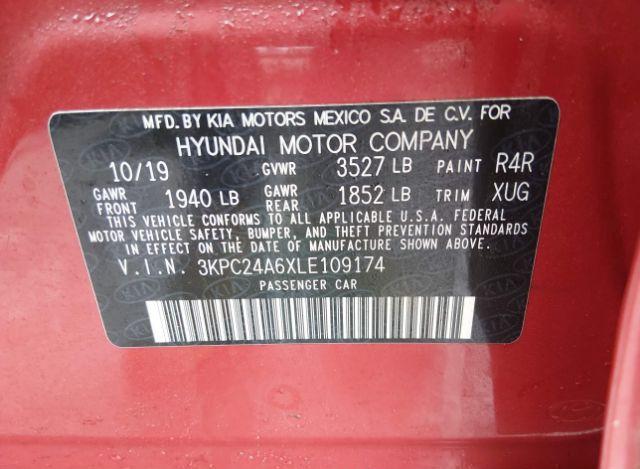 MFD. BY KIA MOTORS MEXICO S.A. DE C.V. FOR
HYUNDAI MOTOR COMPANY
10/19 GVWR 3527 LB PAINT R4R
GAWR FRONT 1940 LB GAWR REAR 1852 LB TRIM XUG
THIS VEHICLE CONFORMS TO ALL APPLICABLE U.S.A. FEDERAL
MOTOR VEHICLE SAFETY, BUMPER, AND THEFT PREVENTION STANDARDS
IN EFFECT ON THE DATE OF MANUFACTURE SHOWN ABOVE.
V.I.N. 3KPC24A6XLE109174
PASSENGER CAR